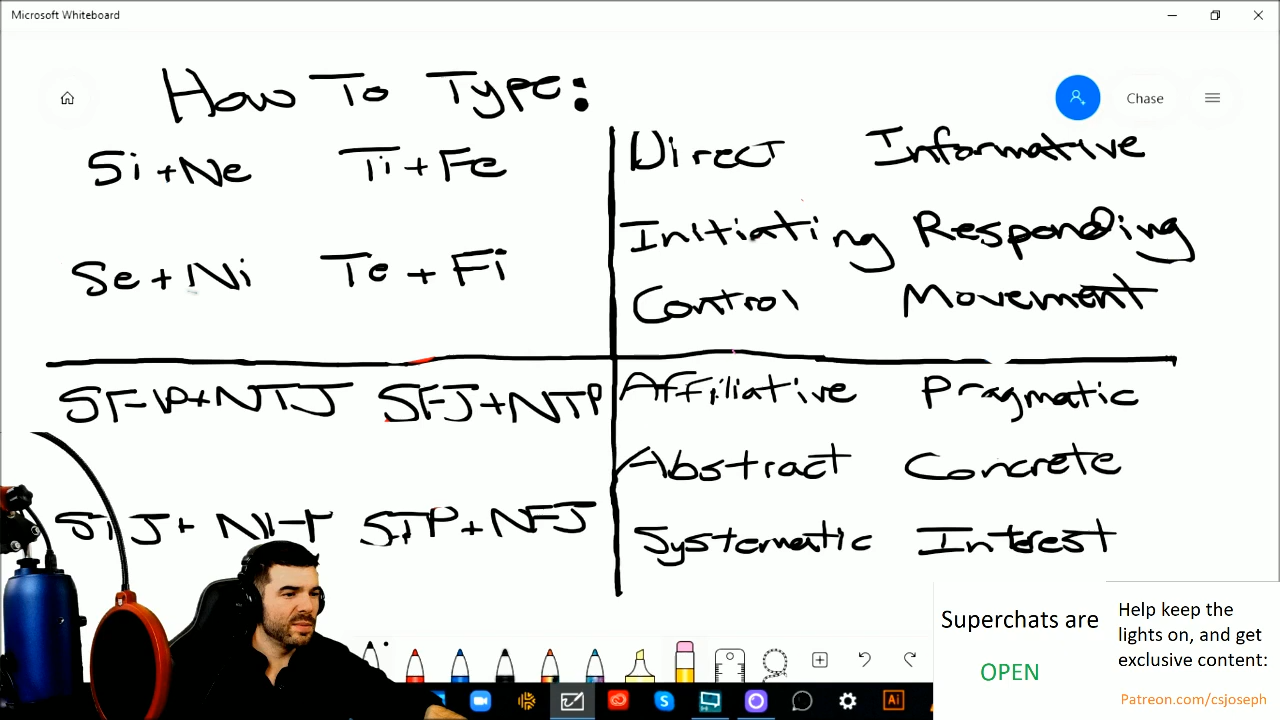 Microsoft Whiteboard
How To Type:
Chase
Si+Ne Ti+Fe
Se+Ni Te+Fi
Direct Informative
Initiating Responding
Control Movement
SFP+NTJ SFJ+NTP
STJ+NFP STP+NFJ
Affiliative Pragmatic
Abstract Concrete
Systematic Interest
Superchats are
OPEN
Help keep the
lights on, and get
exclusive content:
Patreon.com/csjoseph
Ai